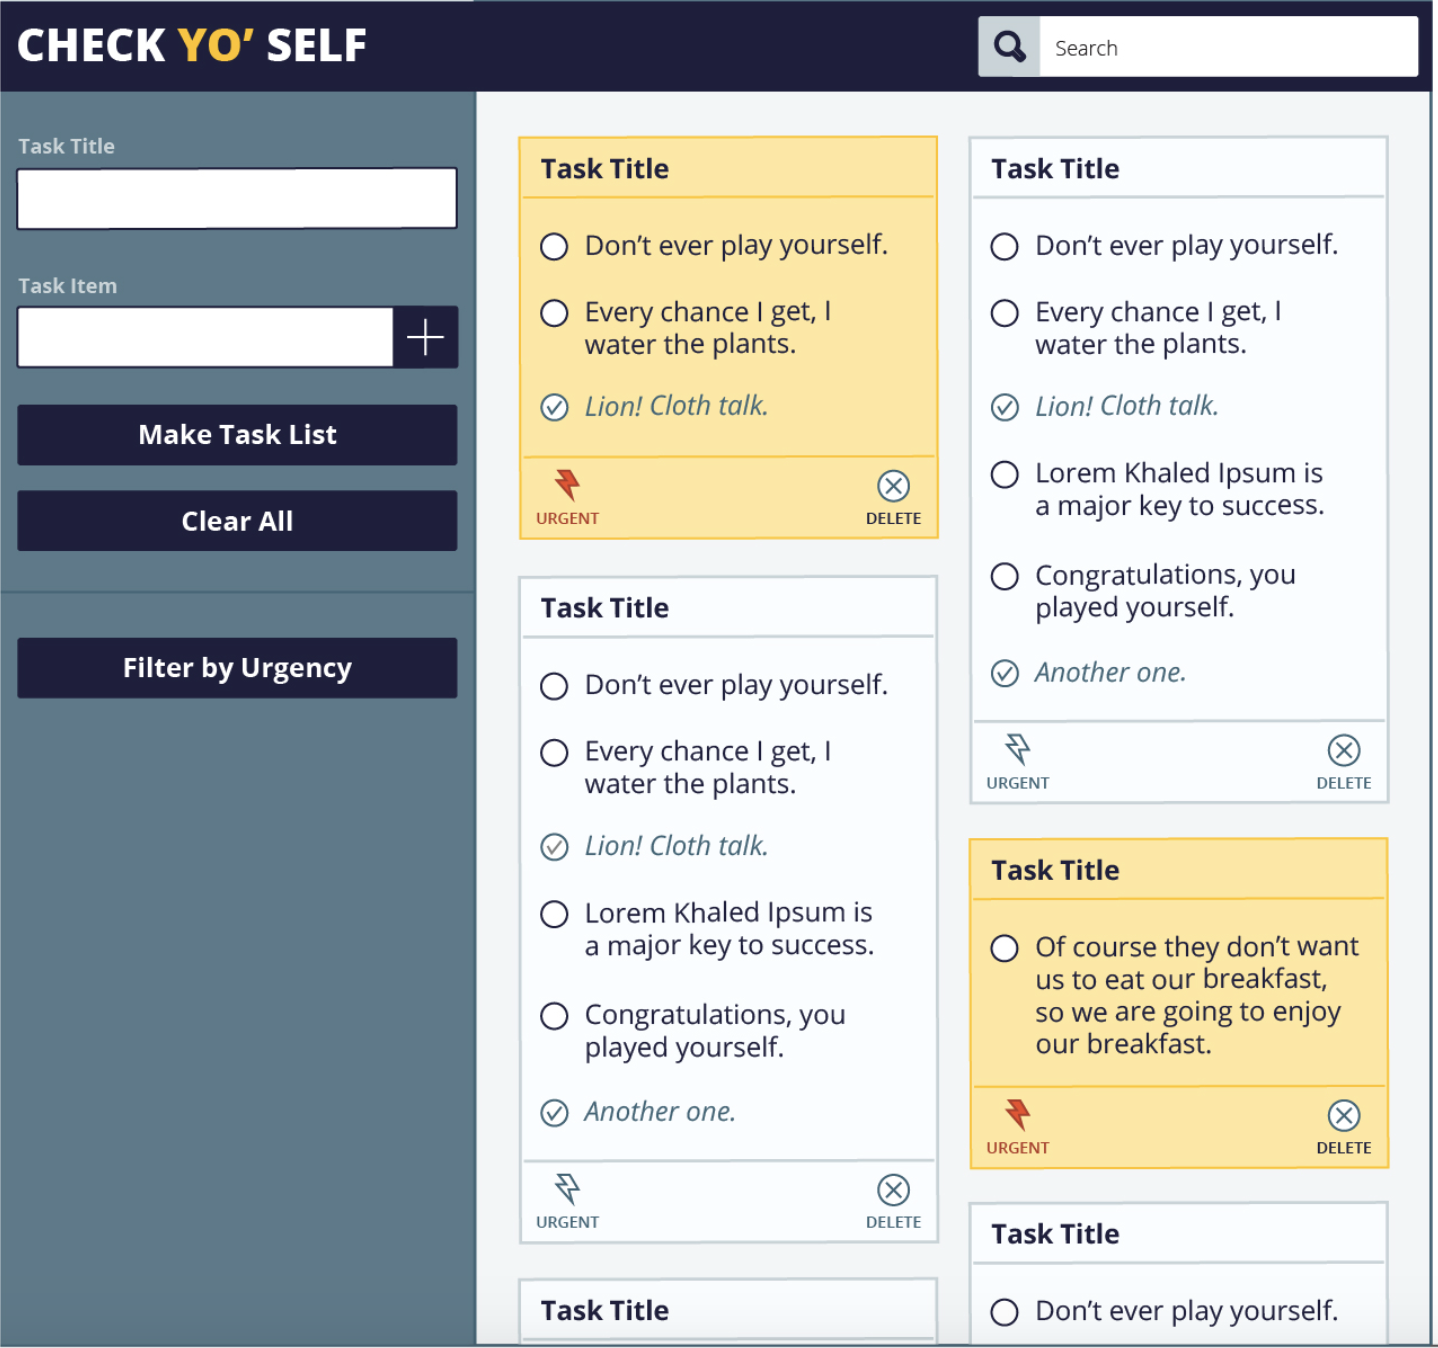 CHECK YO’ SELF
Search
Task Title
Task Item
Make Task List
Clear All
Filter by Urgency
Task Title
Don’t ever play yourself.
Every chance I get, I
water the plants.
Lion! Cloth talk.
URGENT
DELETE
Task Title
Don’t ever play yourself.
Every chance I get, I
water the plants.
Lion! Cloth talk.
Lorem Khaled Ipsum is
a major key to success.
Congratulations, you
played yourself.
Another one.
URGENT
DELETE
Task Title
Task Title
Don’t ever play yourself.
Every chance I get, I
water the plants.
Lion! Cloth talk.
Lorem Khaled Ipsum is
a major key to success.
Congratulations, you
played yourself.
Another one.
URGENT
DELETE
Task Title
Of course they don’t want
us to eat our breakfast,
so we are going to enjoy
our breakfast.
URGENT
DELETE
Task Title
Don’t ever play yourself.